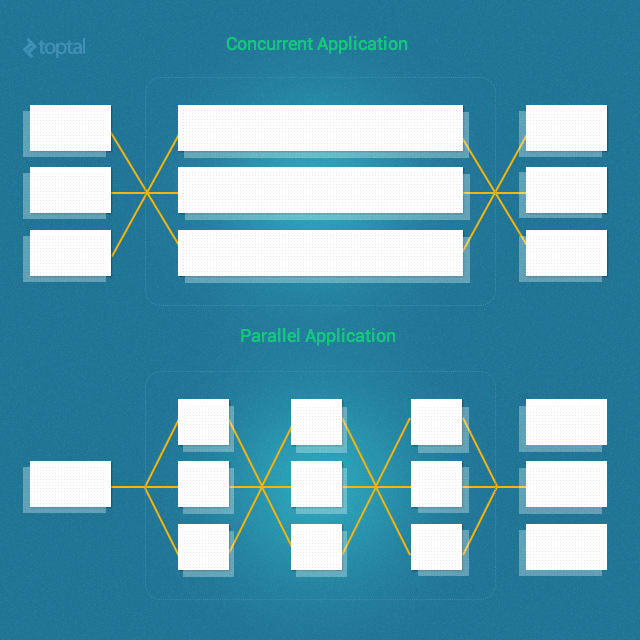 toptal
Concurrent Application
Parallel Application